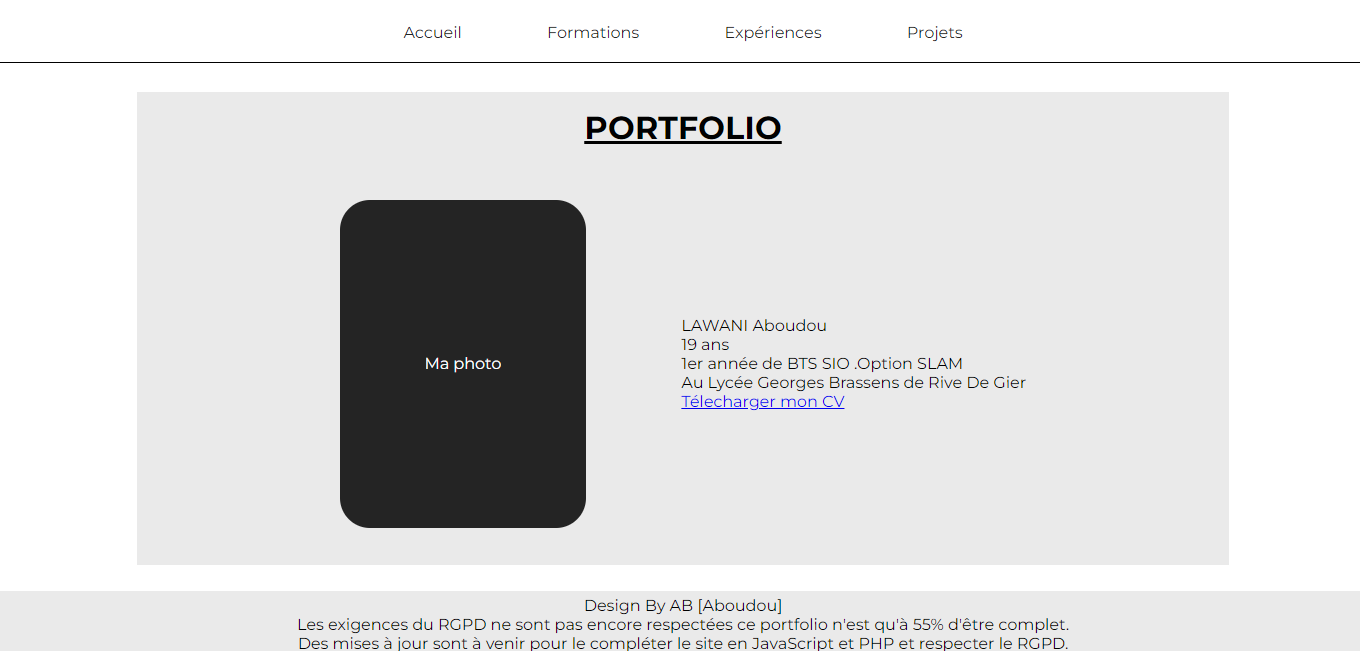 Accueil Formations Expériences Projets
PORTFOLIO
Ma photo
LAWANI Aboudou
19 ans
1er année de BTS SIO .Option SLAM
Au Lycée Georges Brassens de Rive De Gier
Télecharger mon CV
Design By AB [Aboudou]
Les exigences du RGPD ne sont pas encore respectées ce portfolio n'est qu'à 55% d'être complet.
Des mises à jour sont à venir pour le compléter le site en JavaScript et PHP et respecter le RGPD.